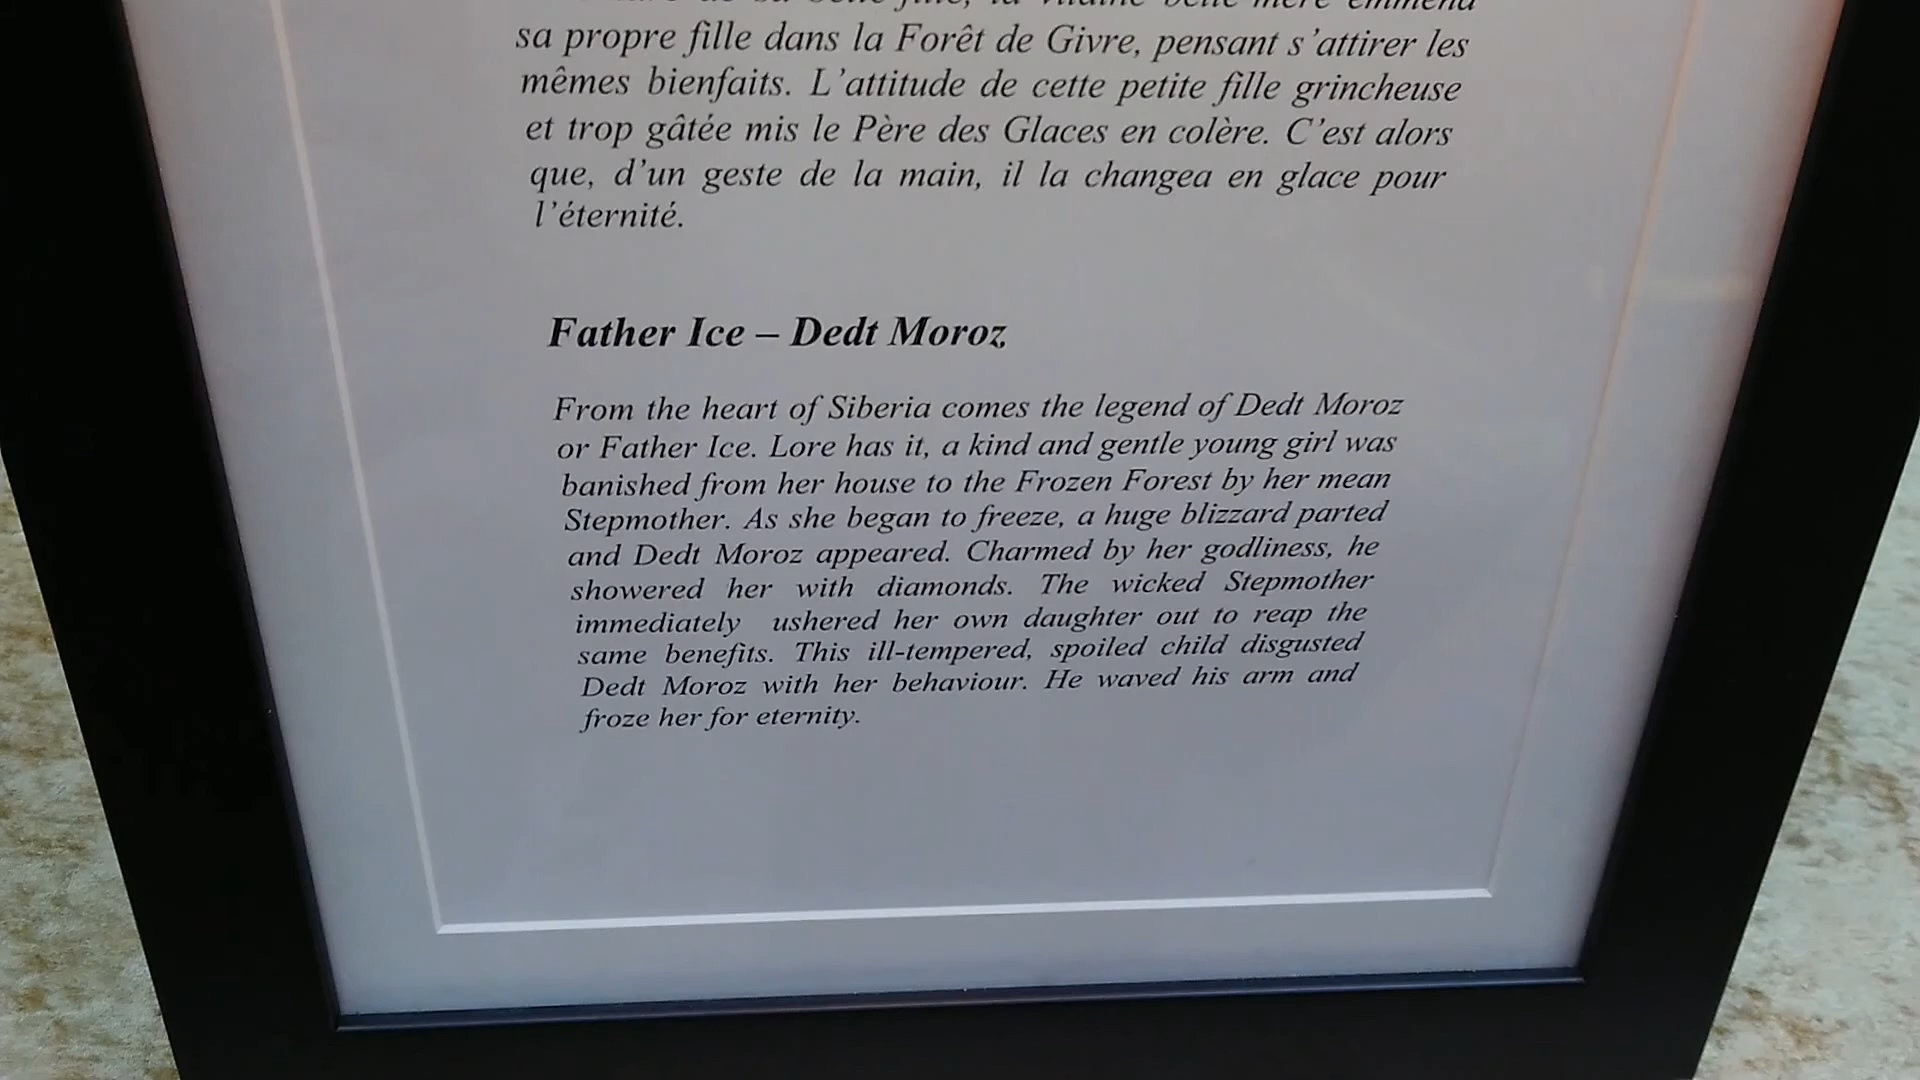 sa propre fille dans la Forêt de Givre, pensant s'attirer les
mêmes bienfaits. L'attitude de cette petite fille grincheuse
et trop gâtée mis le Père des Glaces en colère. C'est alors
que, d'un geste de la main, il la changea en glace pour
l'éternité.
Father Ice – Dedt Moroz
From the heart of Siberia comes the legend of Dedt Moroz
or Father Ice. Lore has it, a kind and gentle young girl was
banished from her house to the Frozen Forest by her mean
Stepmother. As she began to freeze, a huge blizzard parted
and Dedt Moroz appeared. Charmed by her godliness, he
showered her with diamonds. The wicked Stepmother
immediately ushered her own daughter out to reap the
same benefits. This ill-tempered, spoiled child disgusted
Dedt Moroz with her behaviour. He waved his arm and
froze her for eternity.